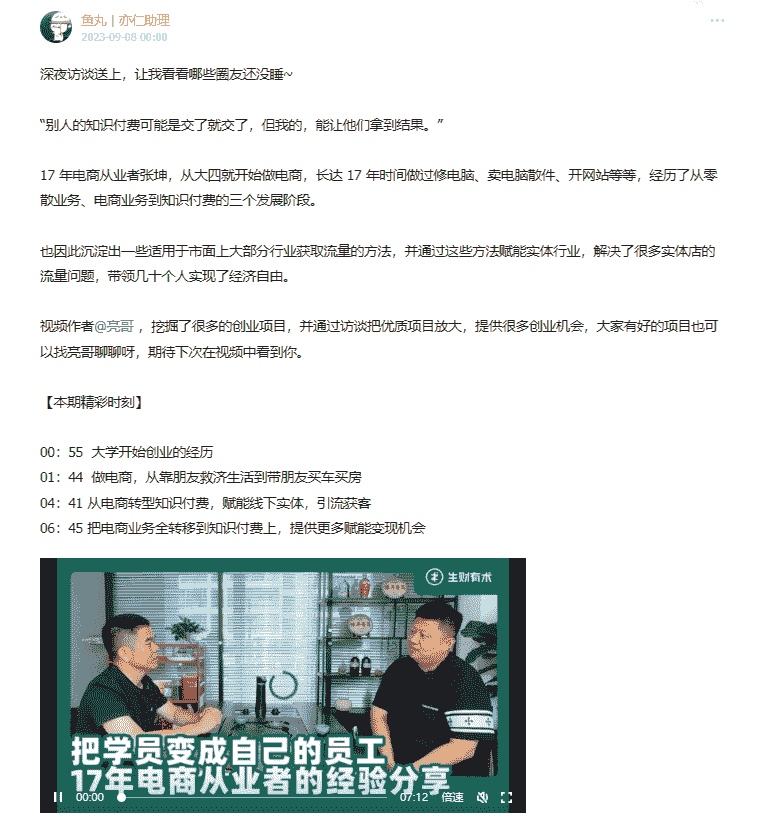 鱼丸 | 亦仁助理
2023-09-08 00:00
深夜访谈送上，让我看看哪些圈友还没睡~
“别人的知识付费可能是交了就交了，但我的，能让他们拿到结果。”
17 年电商从业者张坤，从大四就开始做电商，长达 17 年时间做过修电脑、卖电脑散件、开网站等等，经历了从零
散业务、电商业务到知识付费的三个发展阶段。
也因此沉淀出一些适用于市面上大部分行业获取流量的方法，并通过这些方法赋能实体行业，解决了很多实体店的
流量问题，带领几十个人实现了经济自由。
视频作者@亮哥 ，挖掘了很多的创业项目，并通过访谈把优质项目放大，提供很多创业机会，大家有好的项目也可
以找亮哥聊聊呀，期待下次在视频中看到你。
【本期精彩时刻】
00：55 大学开始创业的经历
01：44 做电商，从靠朋友救济生活到带朋友买车买房
04：41 从电商转型知识付费，赋能线下实体，引流获客
06：45 把电商业务全转移到知识付费上，提供更多赋能变现机会
生财有术
把学员变成自己的员工
17年电商从业者的经验分享
00:00 07:12 倍速